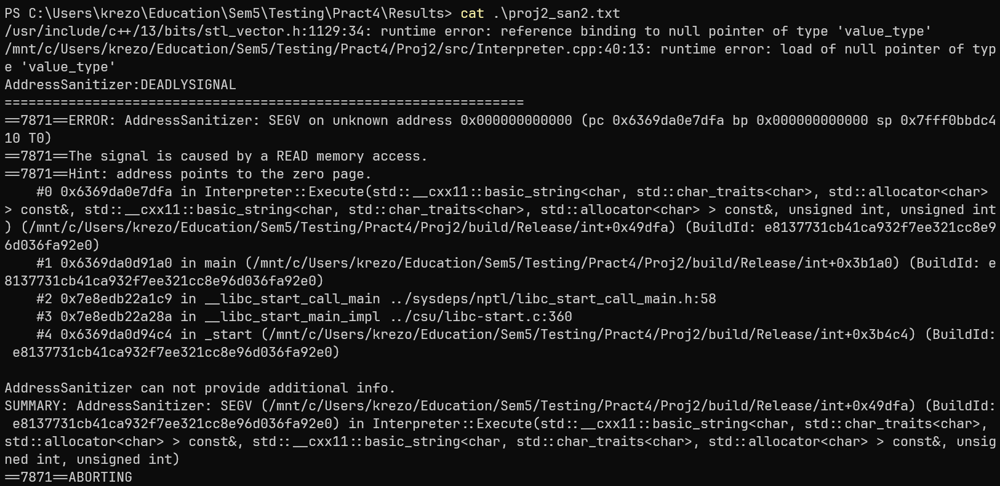 PS C:\Users\krezo\Education\Sem5\Testing\Pract4\Results> cat .\proj2_san2.txt
/usr/include/c++/13/bits/stl_vector.h:1129:34: runtime error: reference binding to null pointer of type 'value_type'
/mnt/c/Users/krezo/Education/Sem5/Testing/Pract4/Proj2/src/Interpreter.cpp:40:13: runtime error: load of null pointer of typ
e 'value_type'
AddressSanitizer:DEADLYSIGNAL
=================================================================
==7871==ERROR: AddressSanitizer: SEGV on unknown address 0x000000000000 (pc 0x6369da0e7dfa bp 0x000000000000 sp 0x7fff0bbdc4
10 T0)
==7871==The signal is caused by a READ memory access.
==7871==Hint: address points to the zero page.
    #0 0x6369da0e7dfa in Interpreter::Execute(std::__cxx11::basic_string<char, std::char_traits<char>, std::allocator<char>
> const&, std::__cxx11::basic_string<char, std::char_traits<char>, std::allocator<char> > const&, unsigned int, unsigned int
) (/mnt/c/Users/krezo/Education/Sem5/Testing/Pract4/Proj2/build/Release/int+0x49dfa) (BuildId: e8137731cb41ca932f7ee321cc8e9
6d036fa92e0)
    #1 0x6369da0d91a0 in main (/mnt/c/Users/krezo/Education/Sem5/Testing/Pract4/Proj2/build/Release/int+0x3b1a0) (BuildId: e
8137731cb41ca932f7ee321cc8e96d036fa92e0)
    #2 0x7e8edb22a1c9 in __libc_start_call_main ../sysdeps/nptl/libc_start_call_main.h:58
    #3 0x7e8edb22a28a in __libc_start_main_impl ../csu/libc-start.c:360
    #4 0x6369da0d94c4 in _start (/mnt/c/Users/krezo/Education/Sem5/Testing/Pract4/Proj2/build/Release/int+0x3b4c4) (BuildId:
 e8137731cb41ca932f7ee321cc8e96d036fa92e0)

AddressSanitizer can not provide additional info.
SUMMARY: AddressSanitizer: SEGV (/mnt/c/Users/krezo/Education/Sem5/Testing/Pract4/Proj2/build/Release/int+0x49dfa) (BuildId:
 e8137731cb41ca932f7ee321cc8e96d036fa92e0) in Interpreter::Execute(std::__cxx11::basic_string<char, std::char_traits<char>,
std::allocator<char> > const&, std::__cxx11::basic_string<char, std::char_traits<char>, std::allocator<char> > const&, unsig
ned int, unsigned int)
==7871==ABORTING